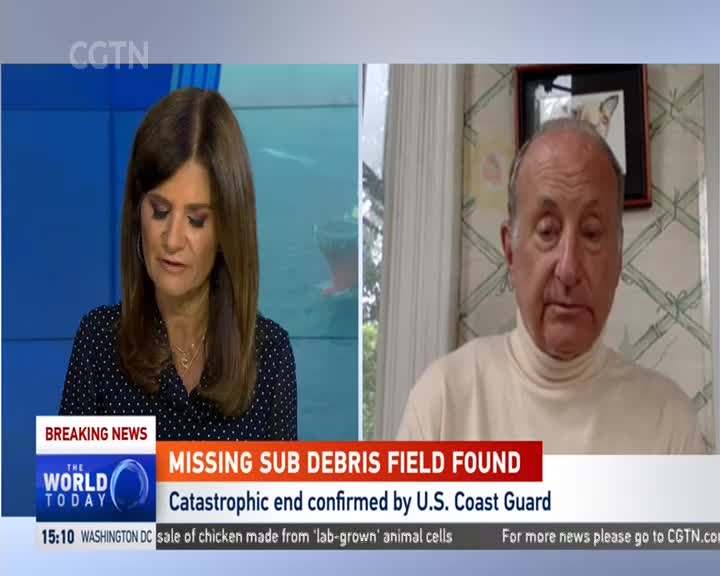 CGTN
BREAKING NEWS
THE
WORLD
TODAY
MISSING SUB DEBRIS FIELD FOUND
Catastrophic end confirmed by U.S. Coast Guard
15:10 WASHINGTON DC sale of chicken made from 'lab-grown' animal cells For more news please go to CGTN.com